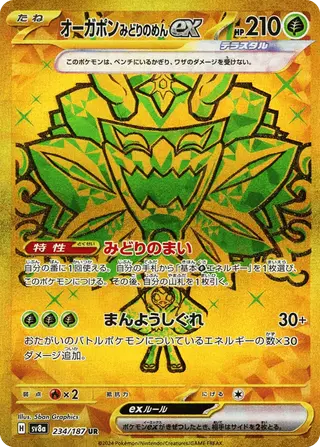 たね
オーガポン みどりのめんex
HP 210
テラスタル
このポケモンは、ベンチにいるかぎり、ワザのダメージを受けない。
特性 みどりのまい
自分の番に1回使える。自分の手札から「基本エネルギー」を1枚選び、
このポケモンにつける。その後、自分の山札を1枚引く。
まんようしぐれ 30+
おたがいのバトルポケモンについているエネルギーの数×30
ダメージ追加。
弱点 ×2 抵抗力 にげる
Illus. 5ban Graphics
H sv8a 234/187 UR
exルール
ポケモンexがきぜつしたとき、相手はサイドを2枚とる。
©2024 Pokémon/Nintendo/Creatures/GAME FREAK.